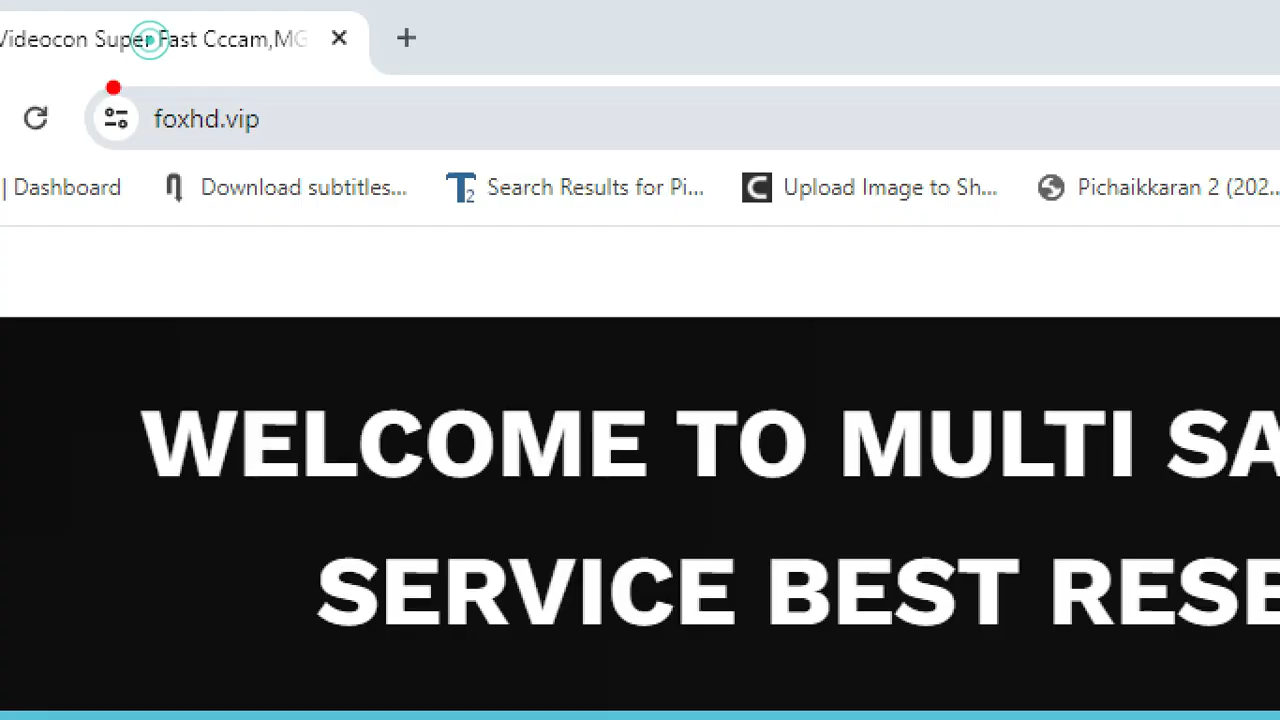 Videocon Super Fast Cccam,MG
foxhd.vip
| Dashboard
Download subtitles...
Search Results for Pi...
Upload Image to Sh...
Pichaikkaran 2 (202...
WELCOME TO MULTI SA
SERVICE BEST RESE